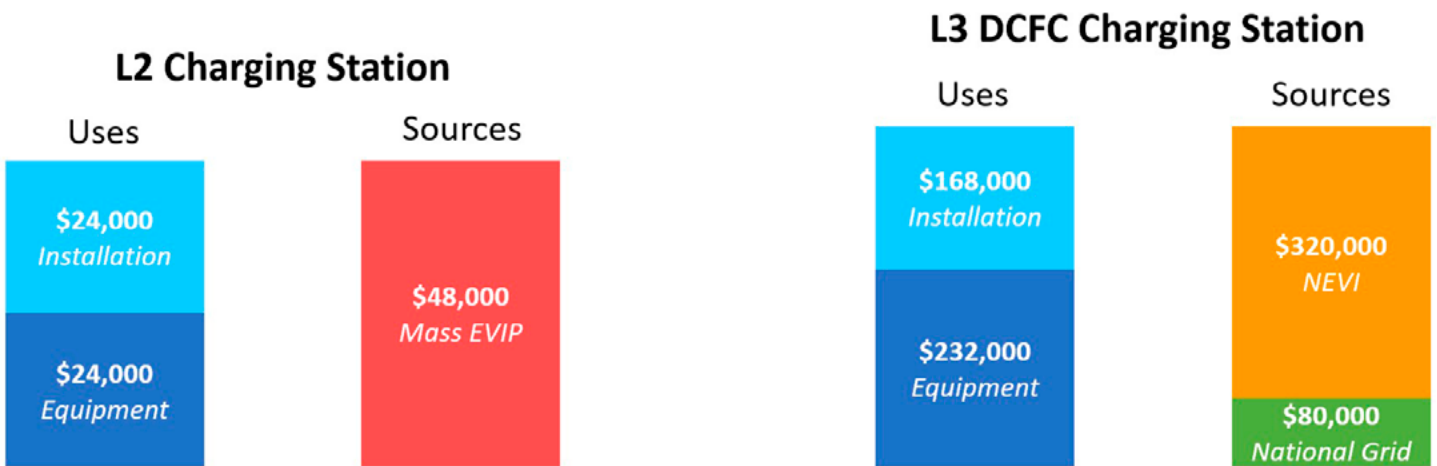 L2 Charging Station
Uses
Sources
$24,000
Installation
$24,000
Equipment
$48,000
Mass EVIP
L3 DCFC Charging Station
Uses
Sources
$168,000
Installation
$232,000
Equipment
$320,000
NEVI
$80,000
National Grid